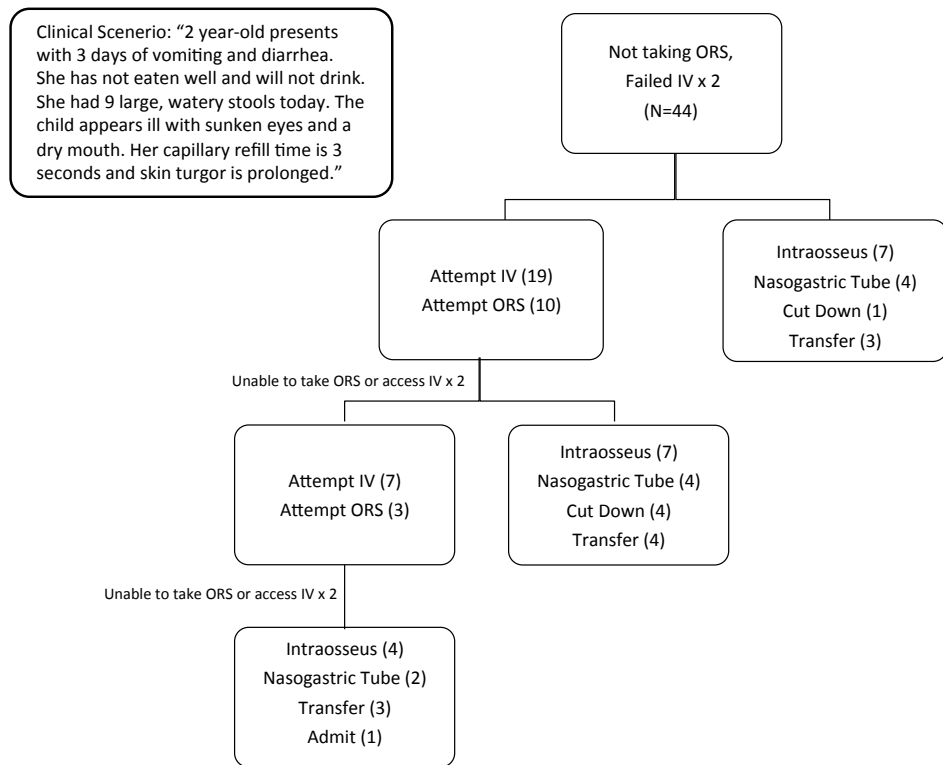 Clinical Scenerio: “2 year-old presents
with 3 days of vomiting and diarrhea.
She has not eaten well and will not drink.
She had 9 large, watery stools today. The
child appears ill with sunken eyes and a
dry mouth. Her capillary refill time is 3
seconds and skin turgor is prolonged.”
Not taking ORS,
Failed IV x 2
(N=44)
Attempt IV (19)
Attempt ORS (10)
Intraosseus (7)
Nasogastric Tube (4)
Cut Down (1)
Transfer (3)
Unable to take ORS or access IV x 2
Attempt IV (7)
Attempt ORS (3)
Intraosseus (7)
Nasogastric Tube (4)
Cut Down (4)
Transfer (4)
Unable to take ORS or access IV x 2
Intraosseus (4)
Nasogastric Tube (2)
Transfer (3)
Admit (1)